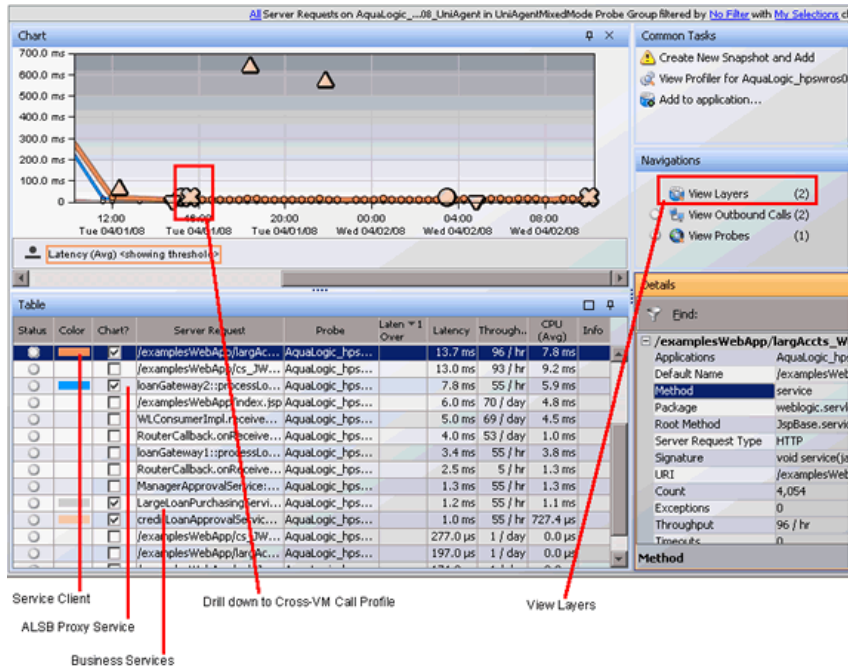 All Server Requests on AquaLogic_...08_UniAgent in UniAgentMixedMode Probe Group filtered by No Filter with My Selections
Chart
700.0 ms
600.0 ms
500.0 ms
400.0 ms
300.0 ms
200.0 ms
100.0 ms
0
12:00 16:00 20:00 00:00 04:00 08:00
Tue 04/01/08 Tue 04/01/08 Tue 04/01/08 Wed 04/02/08 Wed 04/02/08 Wed 04/02/08
Latency (Avg) <showing threshold>
Common Tasks
Create New Snapshot and Add
View Profiler for AquaLogic_hpswros0
Add to application...
Navigations
View Layers (2)
View Outbound Calls (2)
View Probes (1)
Table
Status Color Chart? Server Request Probe Laten 1 Over Latency Through.. CPU (Avg) Info
/examplesWebApp/largAc... AquaLogic_hps... 13.7 ms 96 / hr 7.8 ms
/examplesWebApp/cs_JW... AquaLogic_hps... 13.0 ms 93 / hr 9.2 ms
loanGateway2::processLo... AquaLogic_hps... 7.8 ms 55 / hr 5.9 ms
/examplesWebApp/index.jsp AquaLogic_hps... 6.0 ms 70 / day 4.8 ms
WLConsumerImpl.receive... AquaLogic_hps... 5.0 ms 69 / day 4.5 ms
RouterCallback.onReceive... AquaLogic_hps... 4.0 ms 53 / day 1.0 ms
loanGateway1::processLo... AquaLogic_hps... 3.4 ms 55 / hr 3.8 ms
RouterCallback.onReceive... AquaLogic_hps... 2.5 ms 5 / hr 1.3 ms
ManagerApprovalService:... AquaLogic_hps... 1.3 ms 55 / hr 1.3 ms
LargeLoanPurchasingServi... AquaLogic_hps... 1.2 ms 55 / hr 1.1 ms
creditLoanApprovalServic... AquaLogic_hps... 1.0 ms 55 / hr 727.4 µs
/examplesWebApp/cs_JW... AquaLogic_hps... 277.0 µs 1 / day 0.0 µs
/examplesWebApp/largAc... AquaLogic_hps... 197.0 µs 1 / day 0.0 µs
Details
Find:
/examplesWebApp/largAccts_W
Applications AquaLogic_hps
Default Name /examplesWeb
Method service
Package weblogic.servl
Root Method JspBase.servic
Server Request Type HTTP
Signature void service(ja
URI /examplesWeb
Count 4,054
Exceptions 0
Throughput 96 / hr
Timeouts 0
Method
Service Client
ALSB Proxy Service
Business Services
Drill down to Cross-VM Call Profile
View Layers